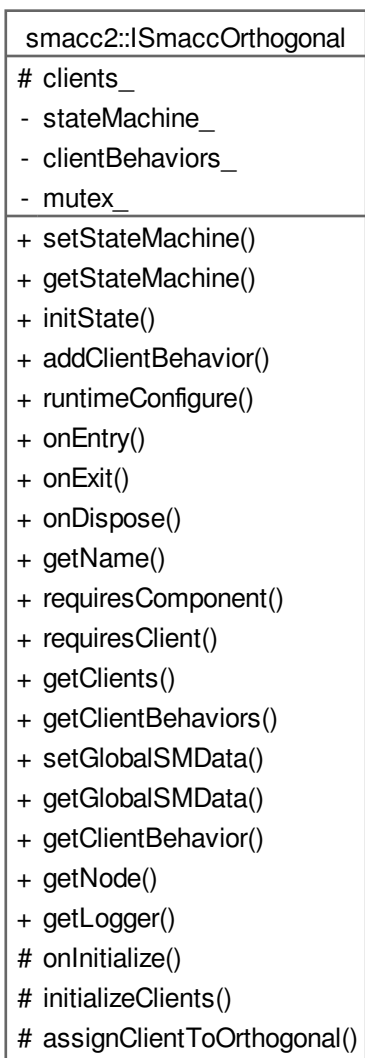 smacc2::ISmaccOrthogonal
# clients_
- stateMachine_
- clientBehaviors_
- mutex_
+ setStateMachine()
+ getStateMachine()
+ initState()
+ addClientBehavior()
+ runtimeConfigure()
+ onEntry()
+ onExit()
+ onDispose()
+ getName()
+ requiresComponent()
+ requiresClient()
+ getClients()
+ getClientBehaviors()
+ setGlobalSMData()
+ getGlobalSMData()
+ getClientBehavior()
+ getNode()
+ getLogger()
# onInitialize()
# initializeClients()
# assignClientToOrthogonal()